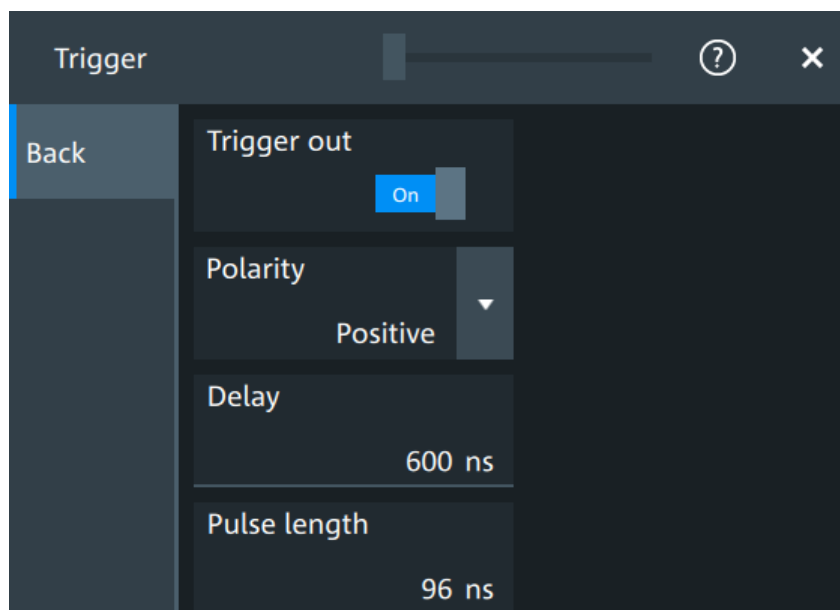 Trigger
?
Back
Trigger out
On
Polarity
Positive
Delay
600 ns
Pulse length
96 ns